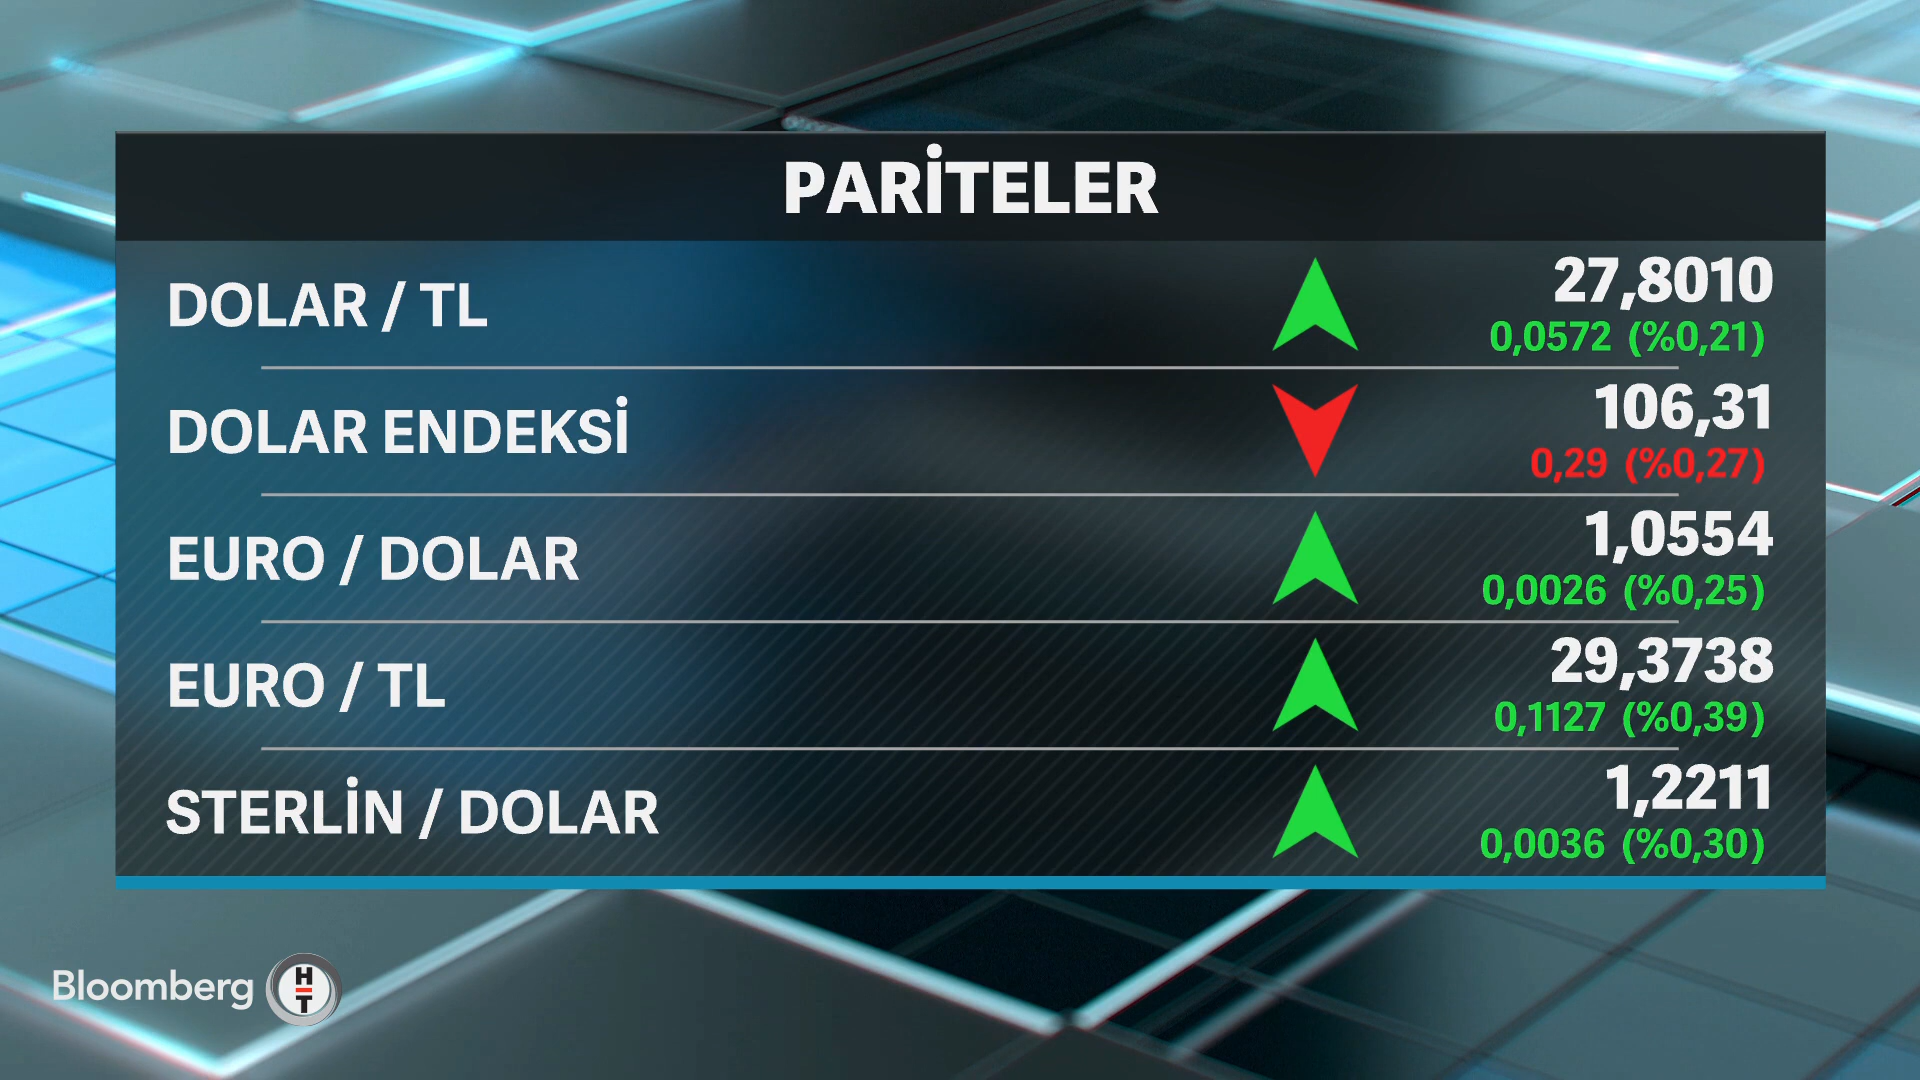 PARİTELER
DOLAR / TL
27,8010
0,0572 (%0,21)
DOLAR ENDEKSİ
106,31
0,29 (%0,27)
EURO / DOLAR
1,0554
0,0026 (%0,25)
EURO / TL
29,3738
0,1127 (%0,39)
STERLİN / DOLAR
1,2211
0,0036 (%0,30)
Bloomberg HT